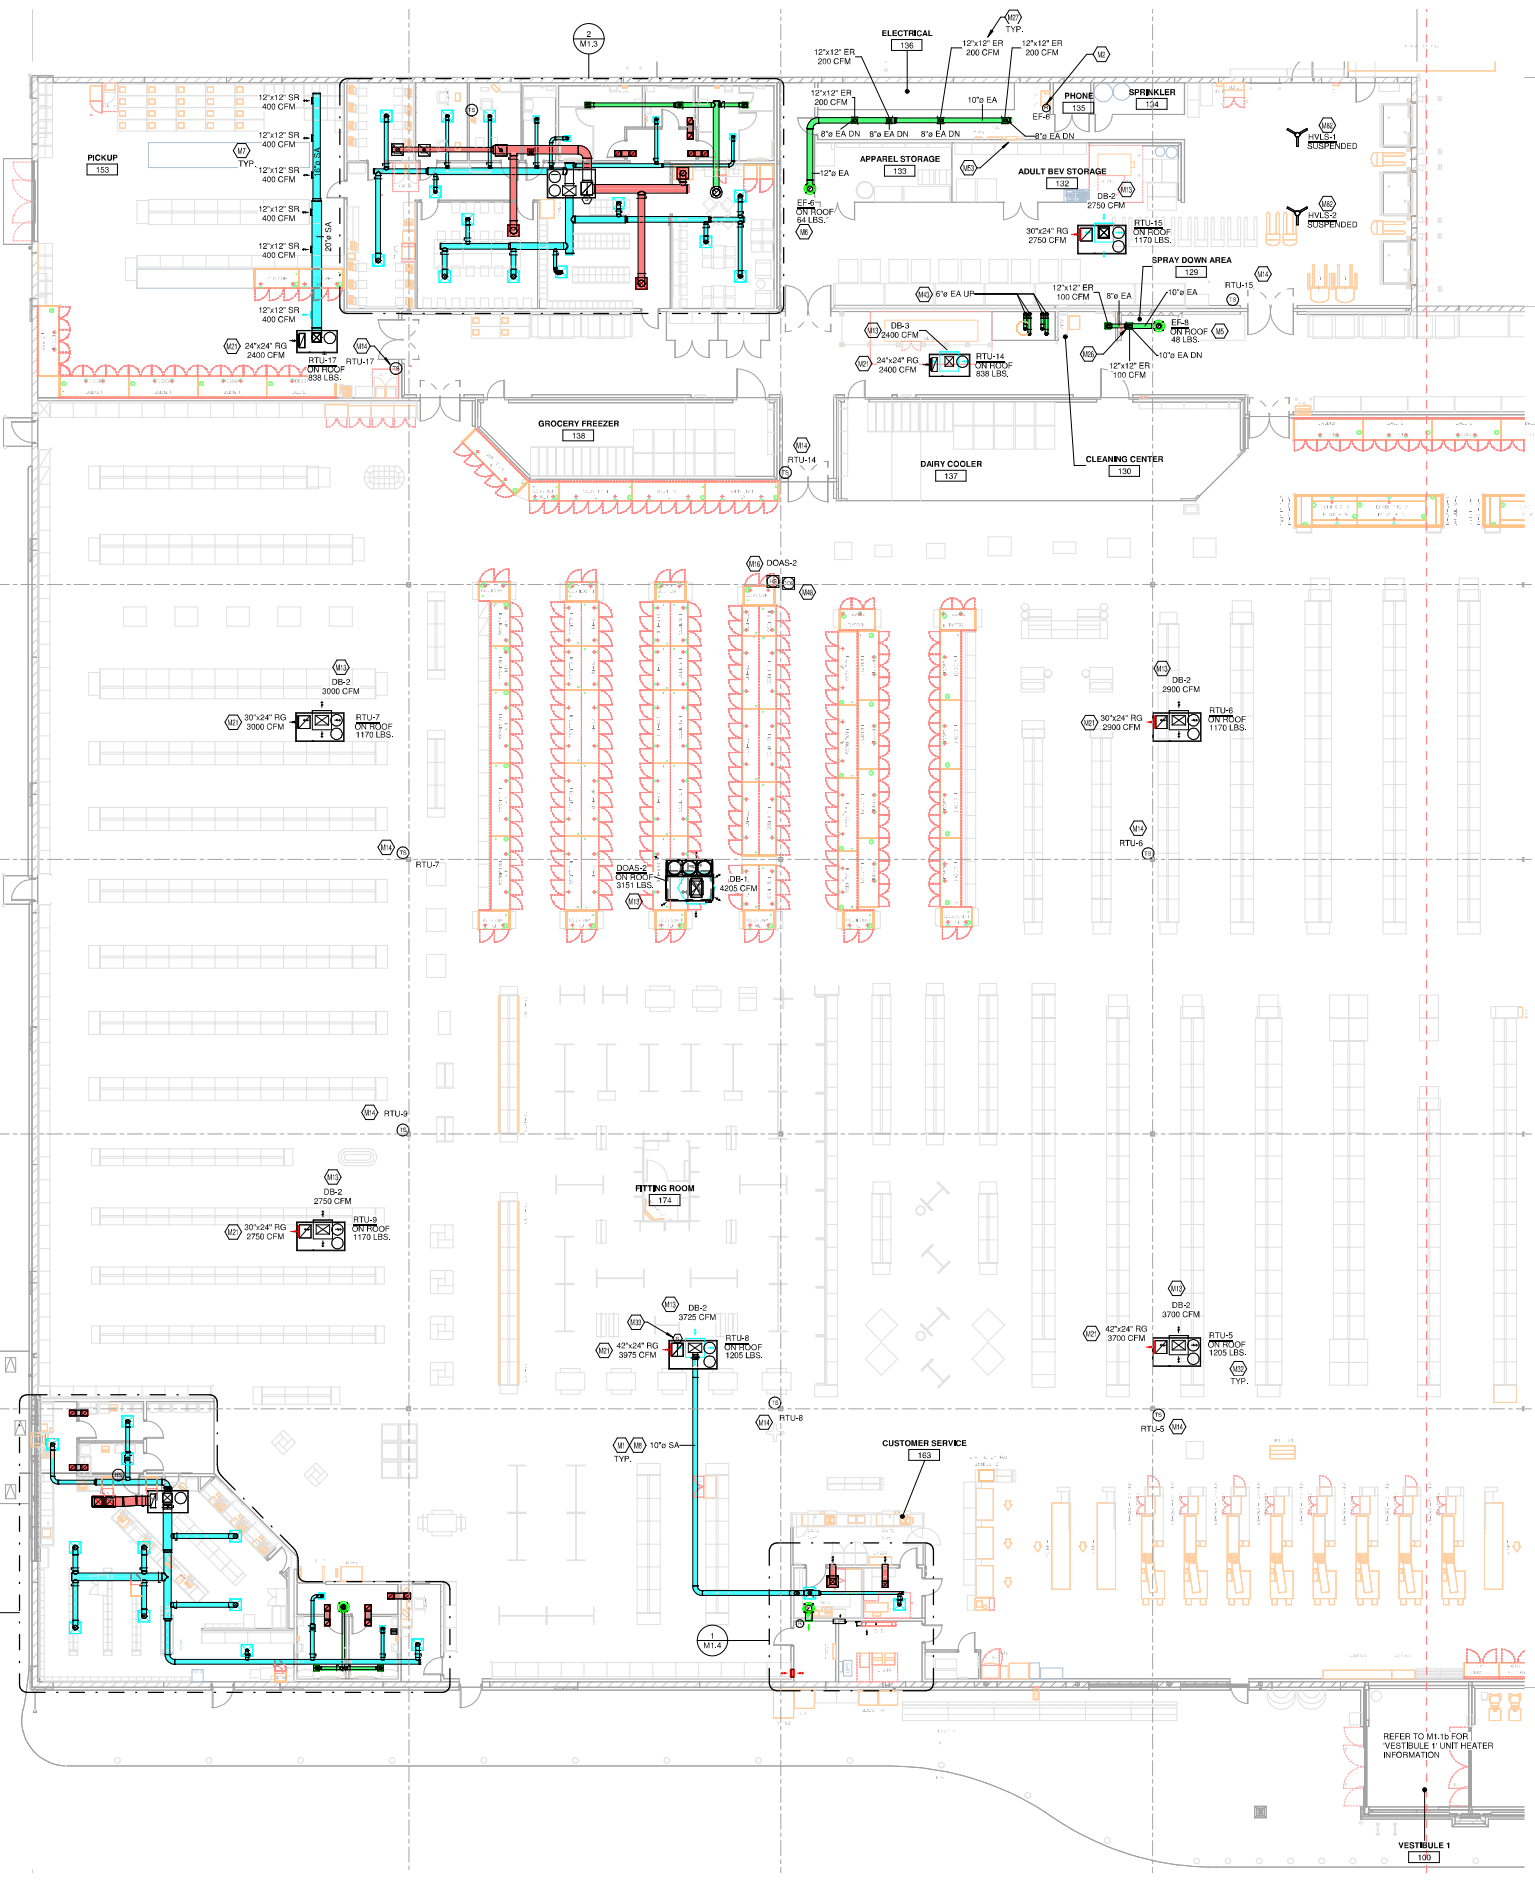 2
M1.3
M27
TYP.
ELECTRICAL
136
12"x12" ER
200 CFM
12"x12" ER
200 CFM
12"x12" ER
200 CFM
M2
12"x12" SR
400 CFM
12"x12" ER
200 CFM
10"ø EA
PHONE
135
EF-6
SPRINKLER
134
8"ø EA DN
8"ø EA DN
8"ø EA DN
8"ø EA DN
12"x12" SR
400 CFM
M7
TYP.
PICKUP
153
12"x12" SR
400 CFM
16"ø SA
TS
M82
HVLS-1
SUSPENDED
APPAREL STORAGE
133
M53
ADULT BEV STORAGE
132
12"ø EA
M13
DB-2
2750 CFM
EF-6
ON ROOF
64 LBS.
M6
M82
HVLS-2
SUSPENDED
12"x12" SR
400 CFM
20"ø SA
12"x12" SR
400 CFM
30"x24" RG
2750 CFM
RTU-15
ON ROOF
1170 LBS.
SPRAY DOWN AREA
129
M14
RTU-15
TS
M43
6"ø EA UP
12"x12" ER
100 CFM
8"ø EA
10"ø EA
12"x12" SR
400 CFM
EF-8
ON ROOF
48 LBS.
M5
M13
DB-3
2400 CFM
M21
24"x24" RG
2400 CFM
RTU-17
ON ROOF
838 LBS.
M14
RTU-17
TS
M21
24"x24" RG
2400 CFM
RTU-14
ON ROOF
838 LBS.
M26
10"ø EA DN
12"x12" ER
100 CFM
GROCERY FREEZER
138
M14
RTU-14
TS
DAIRY COOLER
137
CLEANING CENTER
130
M16
DOAS-2
M48
M13
DB-2
3000 CFM
M21
30"x24" RG
3000 CFM
RTU-7
ON ROOF
1170 LBS.
M13
DB-2
2900 CFM
M21
30"x24" RG
2900 CFM
RTU-6
ON ROOF
1170 LBS.
M14
TS
RTU-7
M14
RTU-6
TS
DOAS-2
ON ROOF
3151 LBS.
M13
DB-1
4205 CFM
M14
RTU-9
TS
M13
DB-2
2750 CFM
M21
30"x24" RG
2750 CFM
RTU-9
ON ROOF
1170 LBS.
FITTING ROOM
174
M13
DB-2
3725 CFM
M33
M21
42"x24" RG
3975 CFM
RTU-8
ON ROOF
1205 LBS.
M13
DB-2
3700 CFM
M21
42"x24" RG
3700 CFM
RTU-5
ON ROOF
1205 LBS.
M32
TYP.
TS
M14
RTU-8
TS
RTU-5
M14
M1
M8
10"ø SA
TYP.
CUSTOMER SERVICE
163
1
M1.4
REFER TO M1.1b FOR
'VESTIBULE 1' UNIT HEATER
INFORMATION
VESTIBULE 1
100